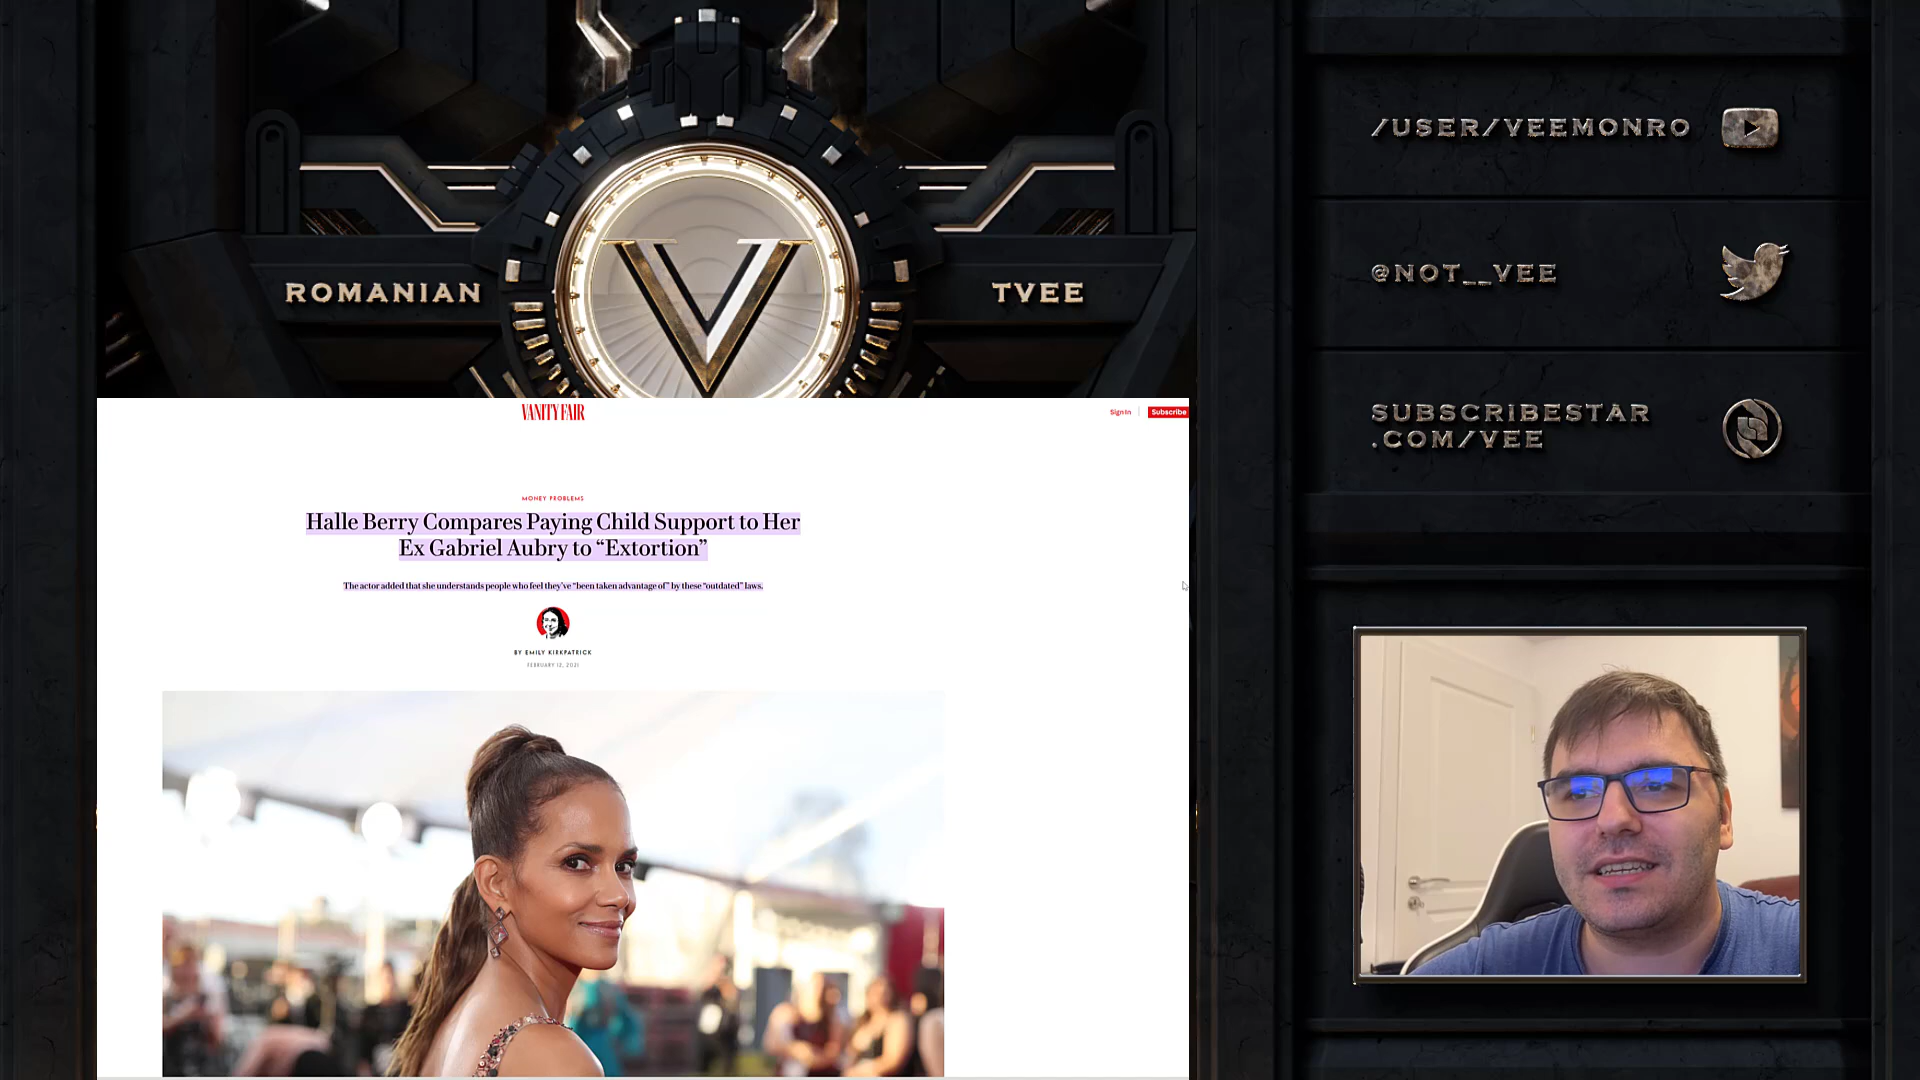 ROMANIAN
V
TVEE
/USER/VEEMONRO
@NOT__VEE
SUBSCRIBESTAR
.COM/VEE
VANITY FAIR
Sign In
Subscribe
MONEY PROBLEMS
Halle Berry Compares Paying Child Support to Her
Ex Gabriel Aubry to “Extortion”
The actor added that she understands people who feel they’ve “been taken advantage of” by these “outdated” laws.
BY EMILY KIRKPATRICK
FEBRUARY 12, 2021